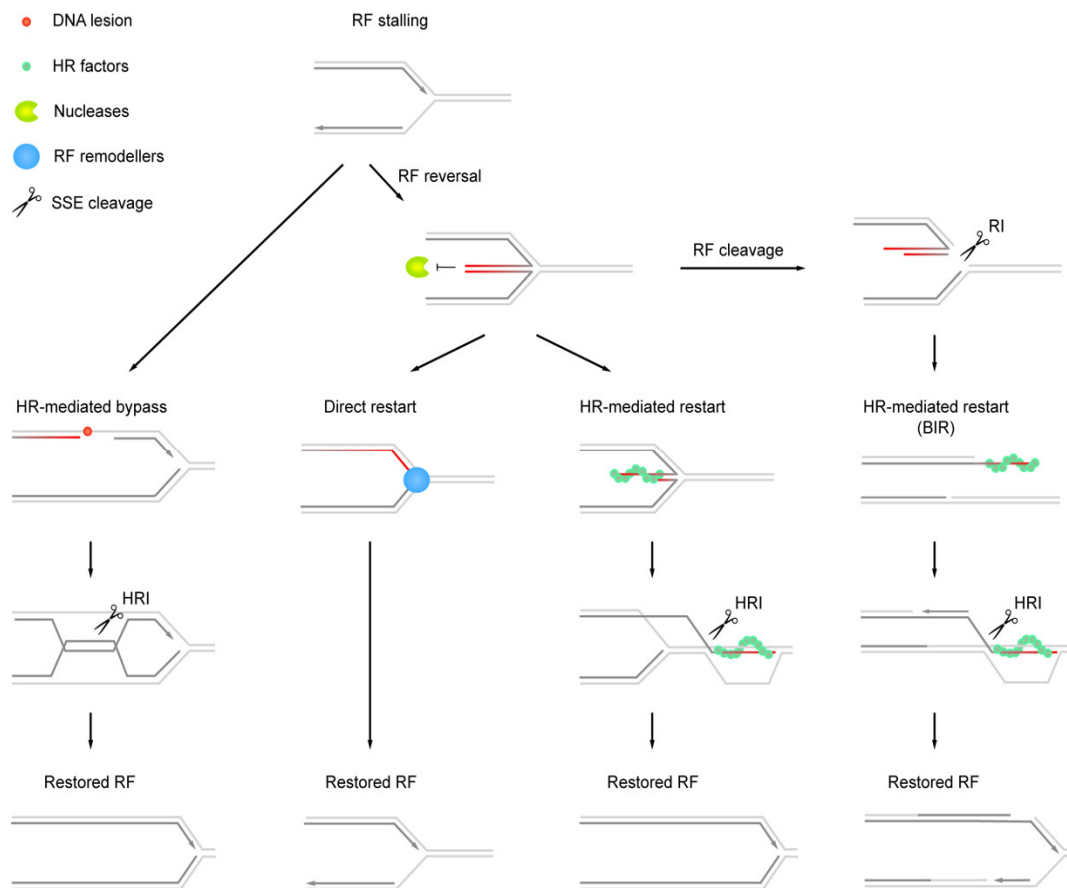 DNA lesion
HR factors
Nucleases
RF remodellers
SSE cleavage
RF stalling
RF reversal
RF cleavage
RI
HR-mediated bypass
Direct restart
HR-mediated restart
HR-mediated restart
(BIR)
HRI
HRI
HRI
Restored RF
Restored RF
Restored RF
Restored RF